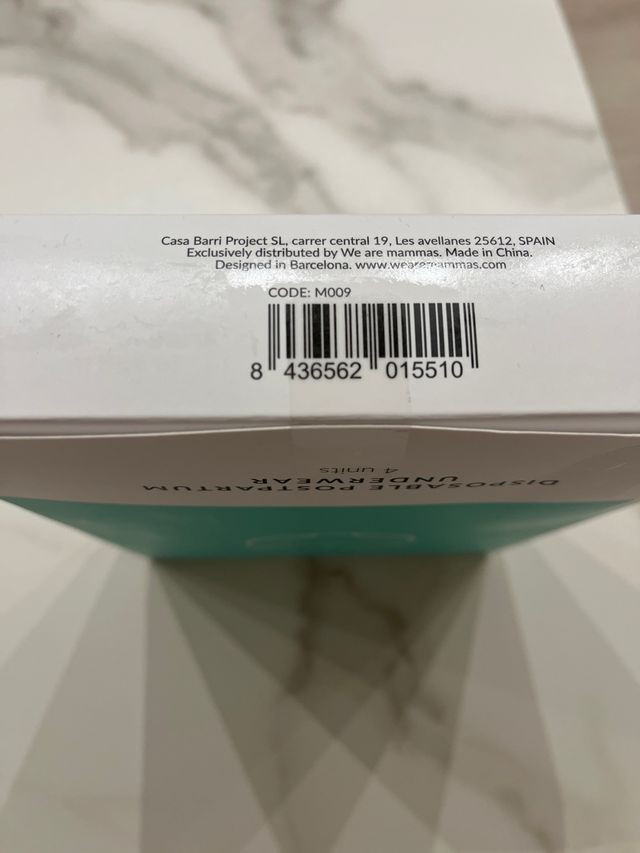 Casa Barri Project SL, carrer central 19, Les avellanes 25612, SPAIN
Exclusively distributed by We are mammas. Made in China.
Designed in Barcelona. www.wearemammas.com
CODE: M009
8 436562 015510
DISPOSABLE POSTPARTUM
UNDERWEAR
4 units